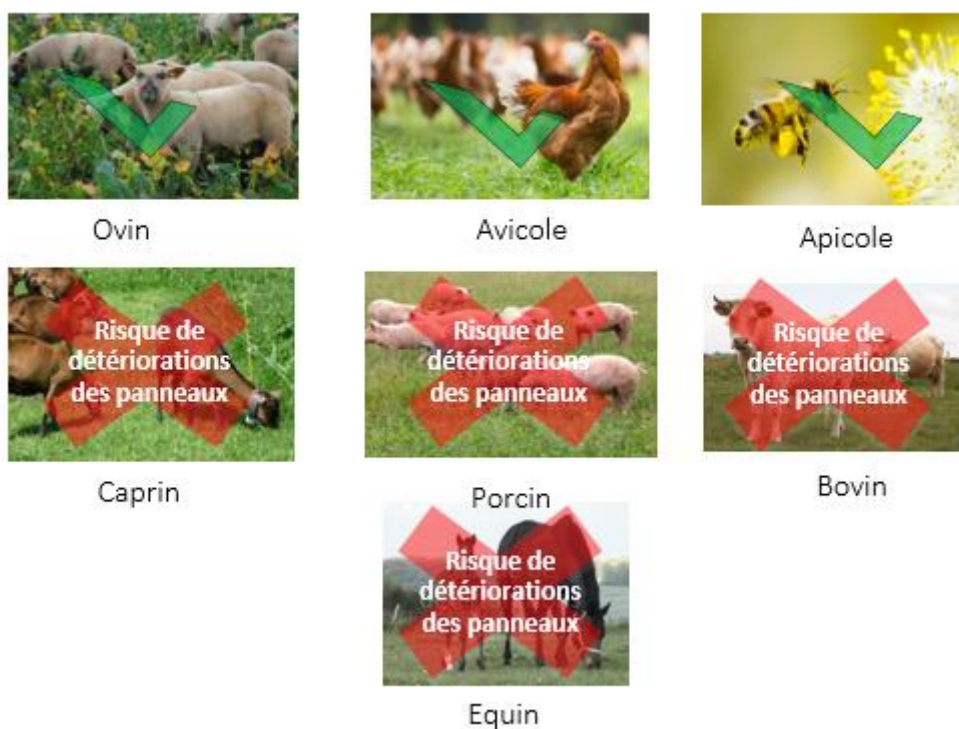 Ovin
Avicole
Apicole
Risque de
détériorations
des panneaux
Risque de
détériorations
des panneaux
Risque de
détériorations
des panneaux
Caprin
Porcin
Bovin
Risque de
détériorations
des panneaux
Equin